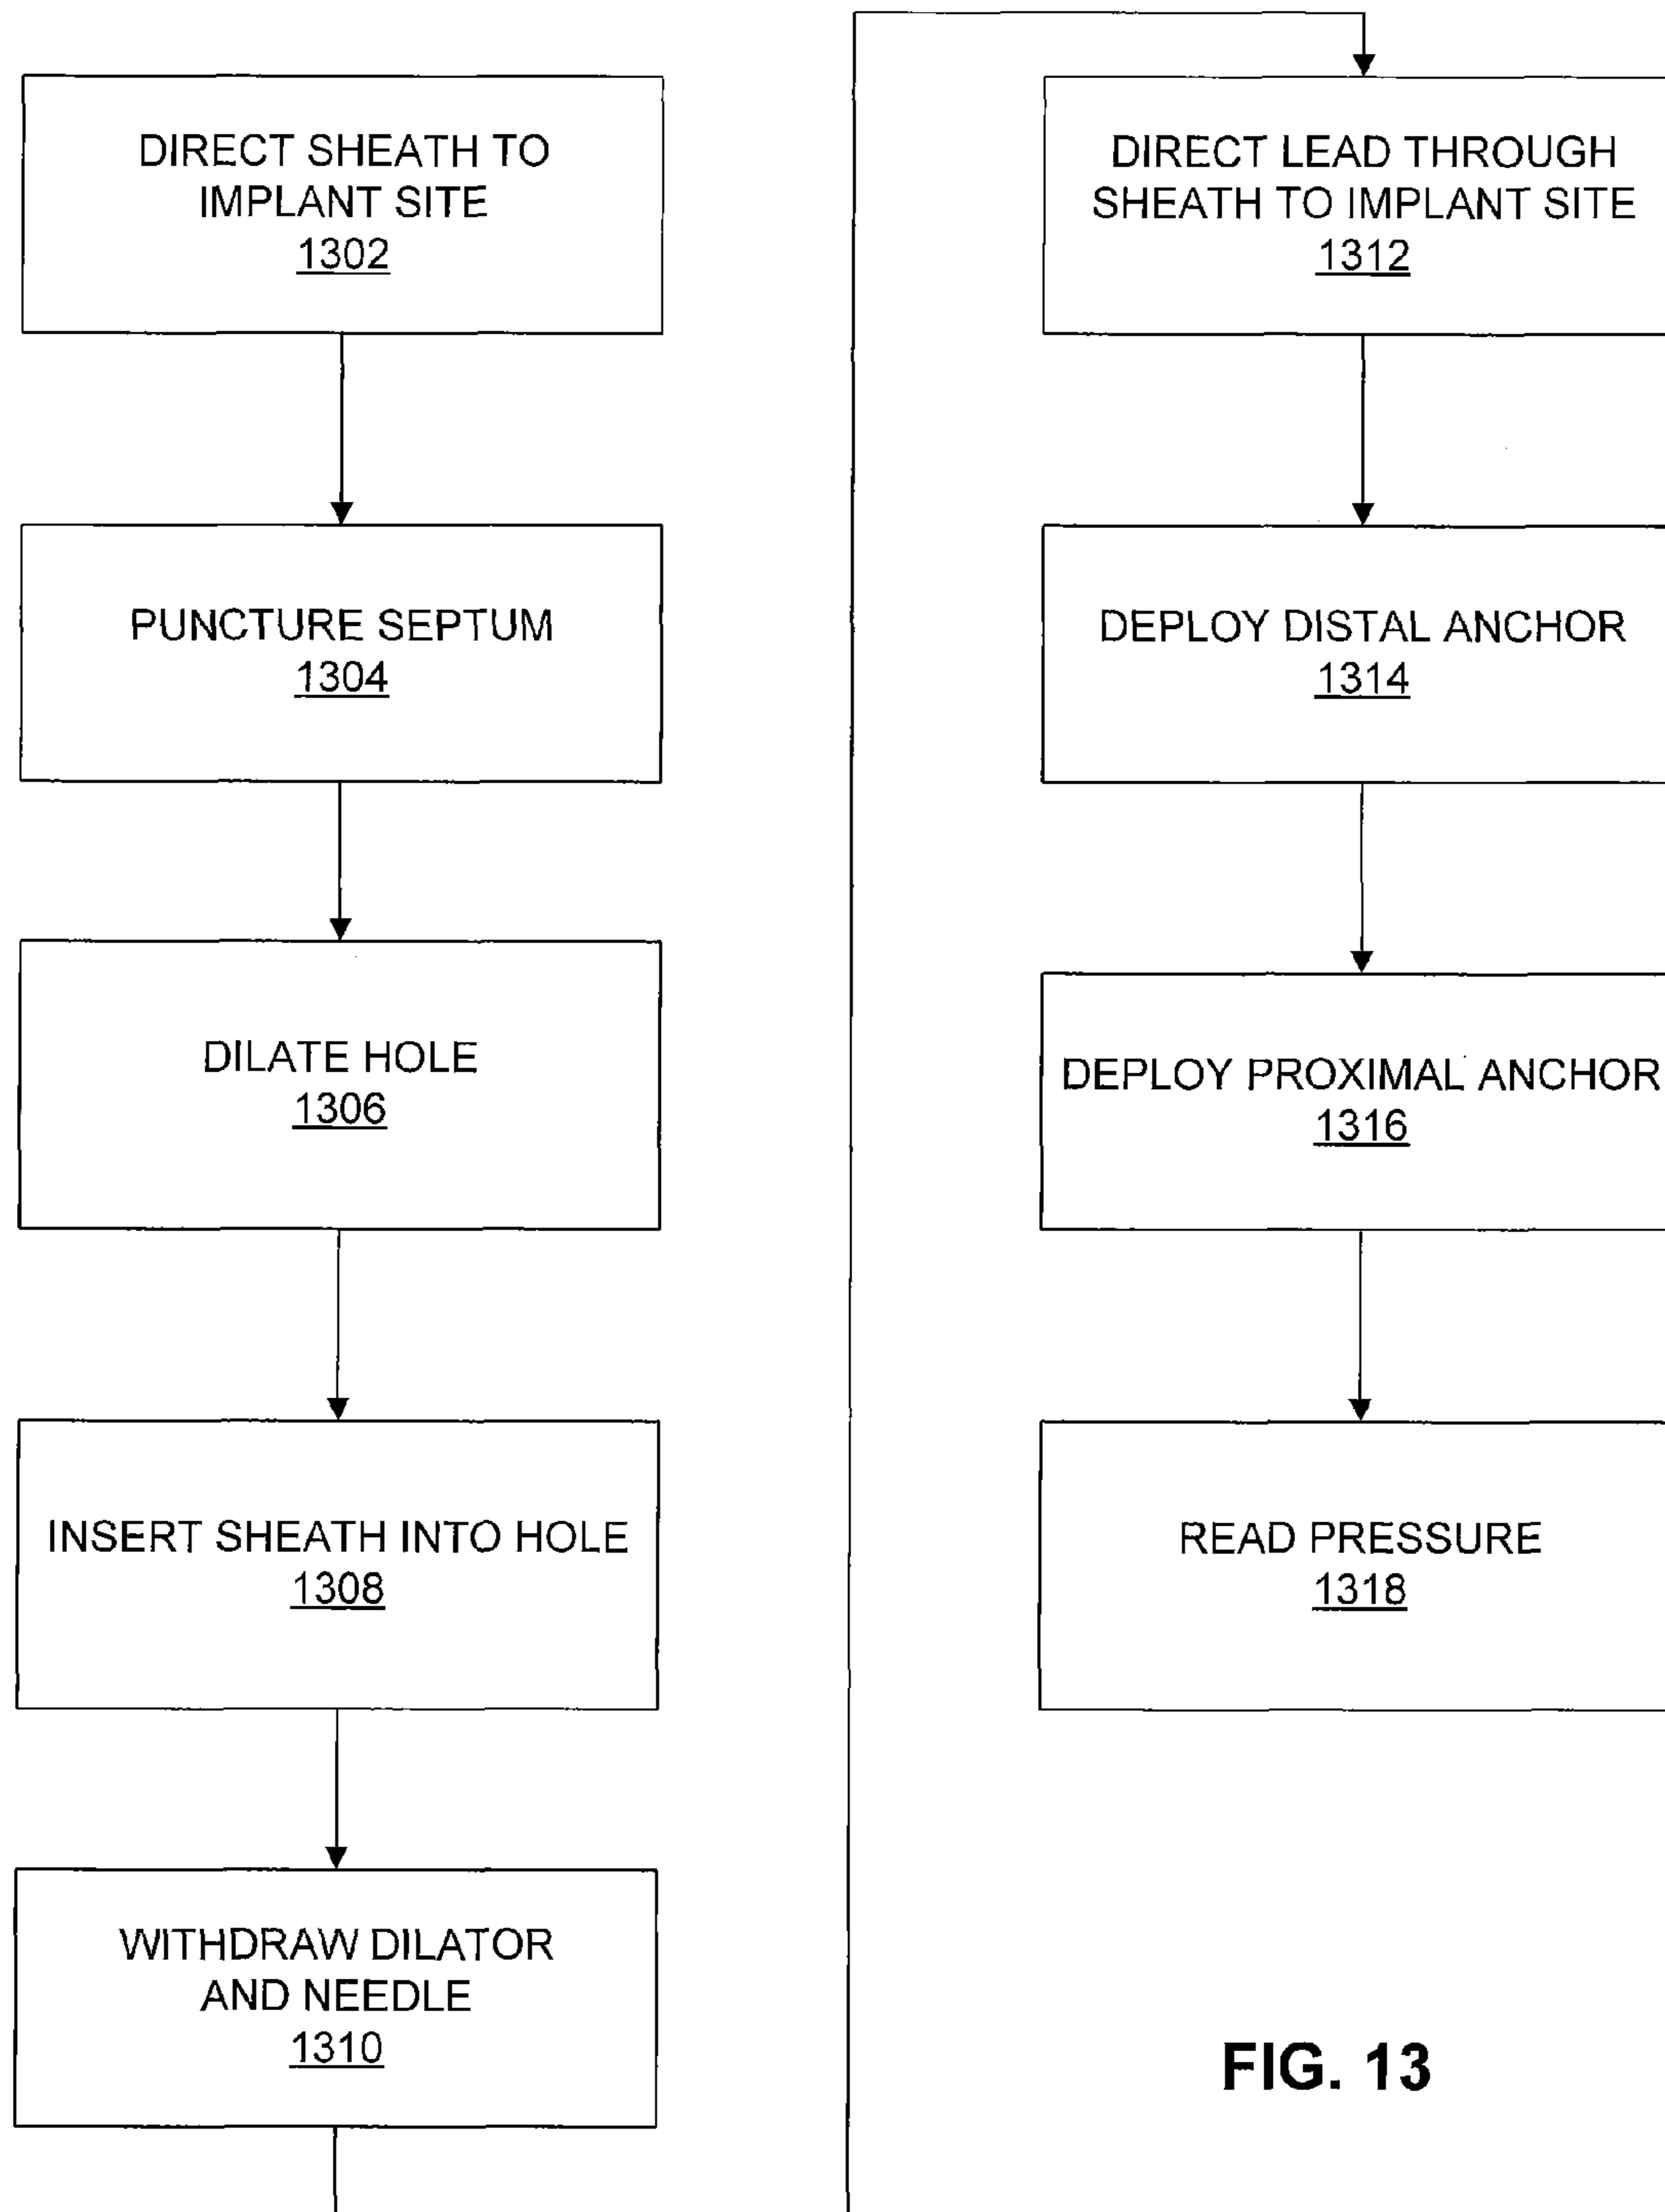 DIRECT SHEATH TO
IMPLANT SITE
1302
PUNCTURE SEPTUM
1304
DILATE HOLE
1306
INSERT SHEATH INTO HOLE
1308
WITHDRAW DILATOR
AND NEEDLE
1310
DIRECT LEAD THROUGH
SHEATH TO IMPLANT SITE
1312
DEPLOY DISTAL ANCHOR
1314
DEPLOY PROXIMAL ANCHOR
1316
READ PRESSURE
1318
FIG. 13